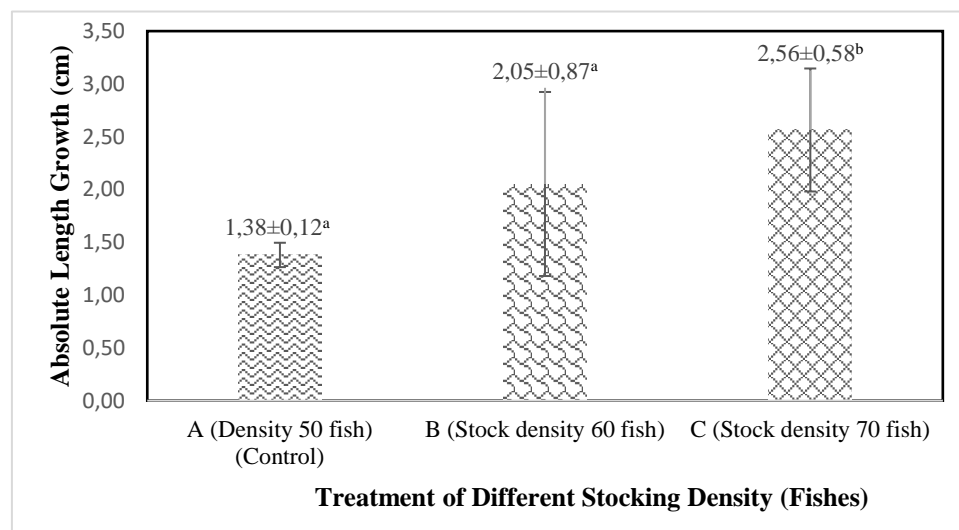 Absolute Length Growth (cm)
3,50
3,00
2,50
2,00
1,50
1,00
0,50
0,00
1,38±0,12ᵃ
2,05±0,87ᵃ
2,56±0,58ᵇ
A (Density 50 fish)
(Control)
B (Stock density 60 fish)
C (Stock density 70 fish)
Treatment of Different Stocking Density (Fishes)